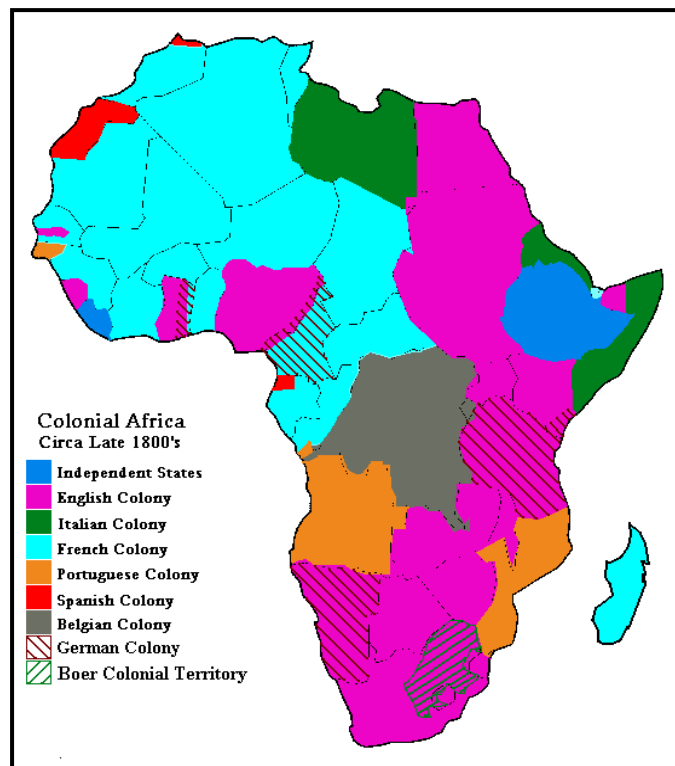 Colonial Africa
Circa Late 1800's
Independent States
English Colony
Italian Colony
French Colony
Portuguese Colony
Spanish Colony
Belgian Colony
German Colony
Boer Colonial Territory